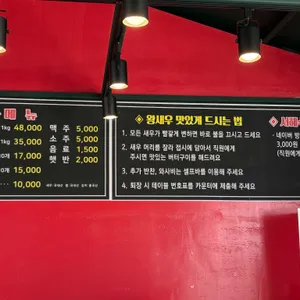 메 뉴
1kg 48,000 맥 주 5,000
1kg 35,000 소 주 5,000
17,000 음 료 1,500
15,000 햇 반 2,000
10,000
왕새우 맛있게 드시는 법
1. 모든 새우가 빨갛게 변하면 바로 불을 끄시고 드세요
2. 새우 머리를 잘라 접시에 담아서 직원에게
주시면 맛있는 버터구이를 해드려요
3. 추가 반찬, 와사비는 셀프바를 이용해 주세요
4. 퇴장 시 테이블 번호표를 카운터에 제출해 주세요
· 네이버
3,000원
(직원에게